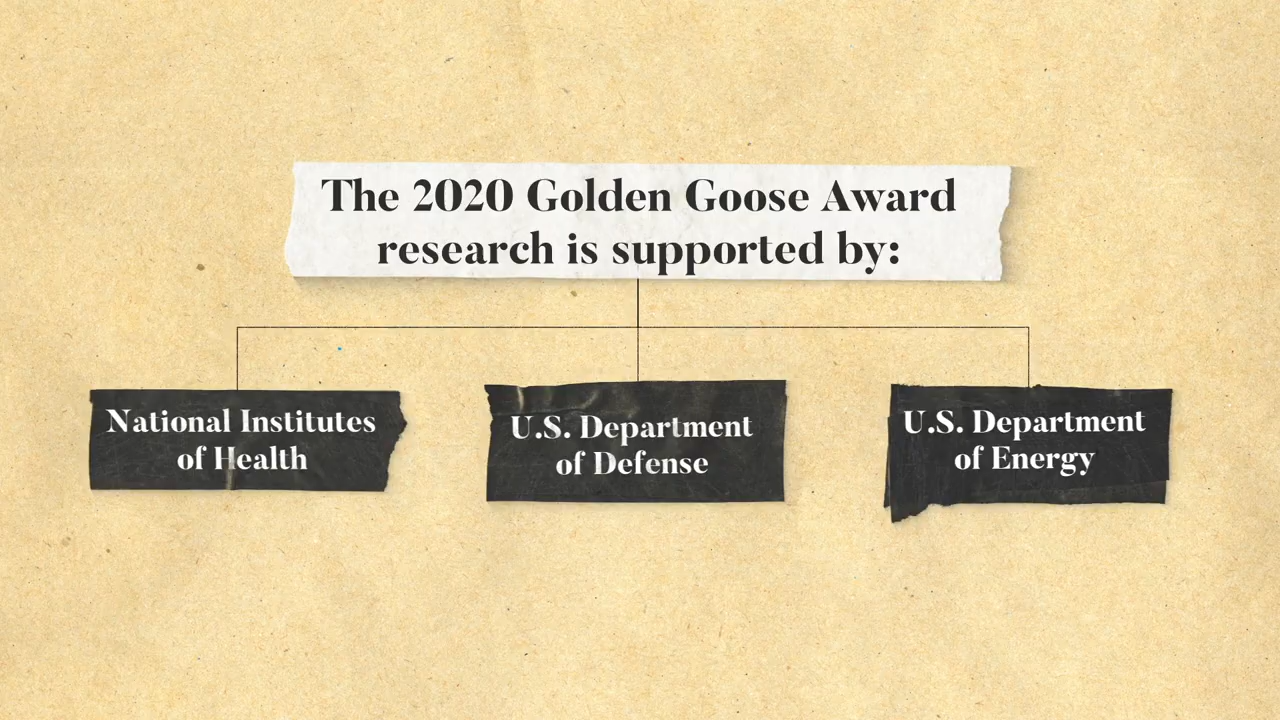 The 2020 Golden Goose Award
research is supported by:
National Institutes
of Health
U.S. Department
of Defense
U.S. Department
of Energy